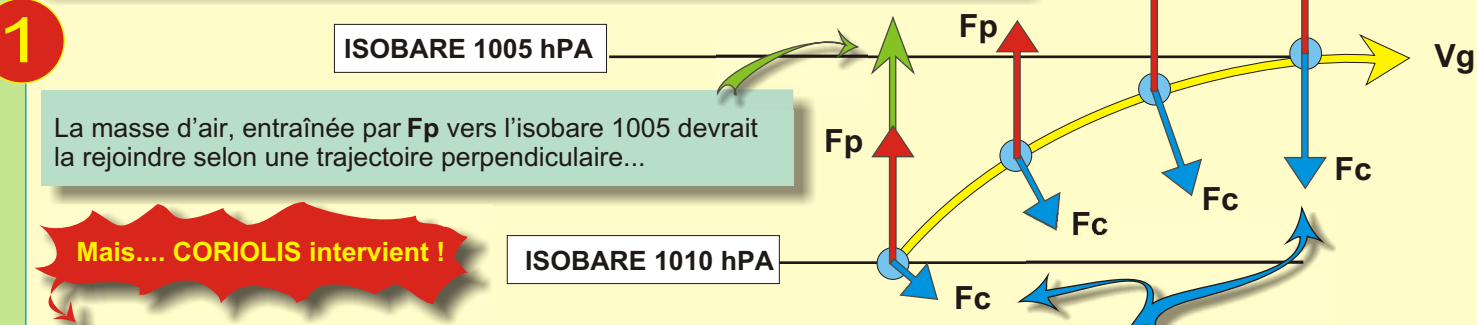 1
ISOBARE 1005 hPA
Fp
Vg
La masse d’air, entraînée par Fp vers l’isobare 1005 devrait
la rejoindre selon une trajectoire perpendiculaire...
Fp
Fc
Fc
Fc
Mais.... CORIOLIS intervient !
ISOBARE 1010 hPA
Fc